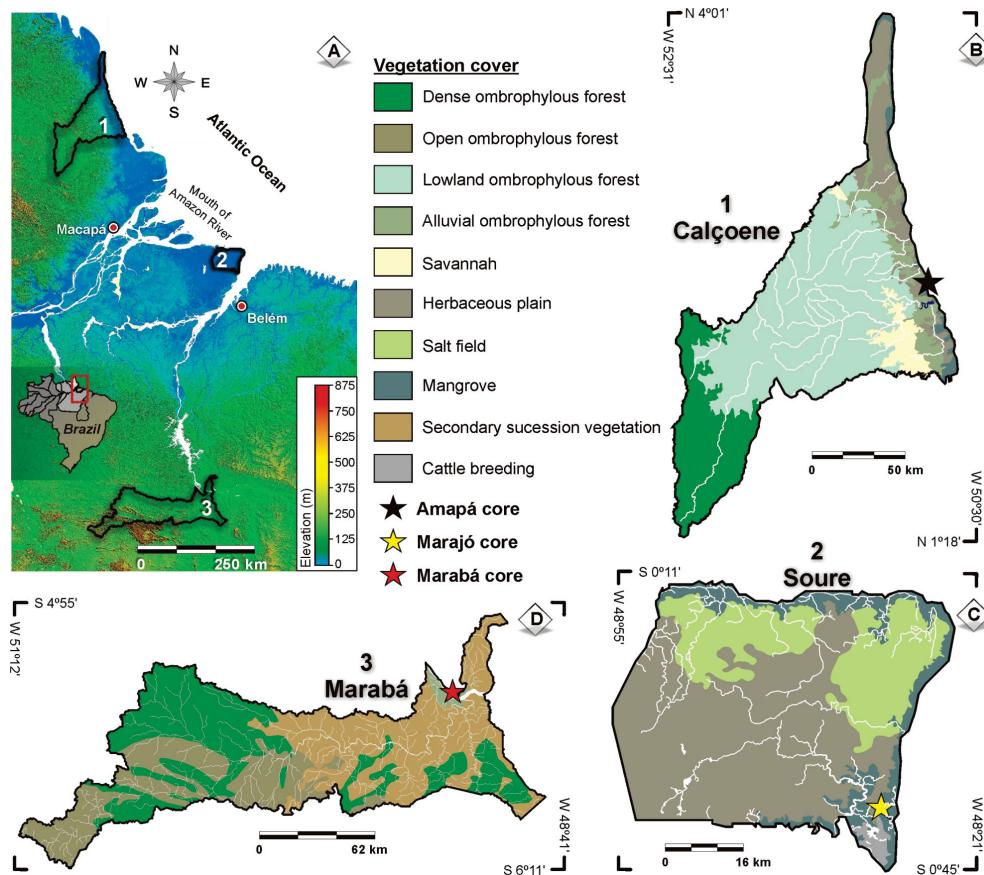 A
N
W
E
S
1
Atlantic Ocean
Mouth of
Amazon River
Macapá
2
Belém
Brazil
3
0 250 km
Elevation (m)
875
750
625
500
375
250
125
0
Vegetation cover
Dense ombrophylous forest
Open ombrophylous forest
Lowland ombrophylous forest
Alluvial ombrophylous forest
Savannah
Herbaceous plain
Salt field
Mangrove
Secondary sucession vegetation
Cattle breeding
Amapá core
Marajó core
Marabá core
N 4º01'
W 52º31'
B
1
Calçoene
0 50 km
W 50º30'
N 1º18'
2
Soure
S 0º11'
W 48º55'
C
0 16 km
W 48º21'
S 0º45'
S 4º55'
W 51º12'
D
3
Marabá
0 62 km
W 48º41'
S 6º11'